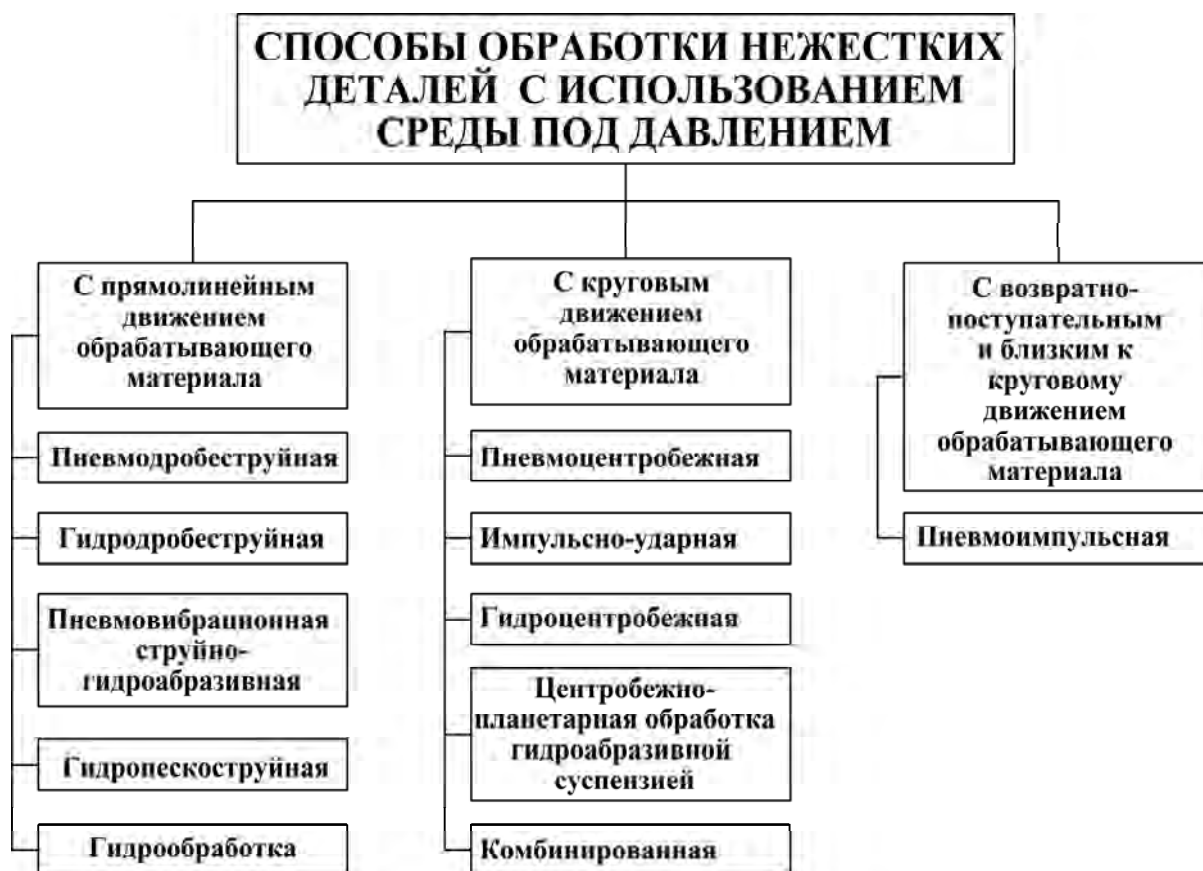 СПОСОБЫ ОБРАБОТКИ НЕЖЕСТКИХ
ДЕТАЛЕЙ С ИСПОЛЬЗОВАНИЕМ
СРЕДЫ ПОД ДАВЛЕНИЕМ
С прямолинейным
движением
обрабатывающего
материала
Пневмодробеструйная
Гидродробеструйная
Пневмовибрационная
струйно-
гидроабразивная
Гидропескоструйная
Гидрообработка
С круговым
движением
обрабатывающего
материала
Пневмоцентробежная
Импульсно-ударная
Гидроцентробежная
Центробежно-
планетарная обработка
гидроабразивной
суспензией
Комбинированная
С возвратно-
поступательным
и близким к
круговому
движением
обрабатывающего
материала
Пневмоимпульсная